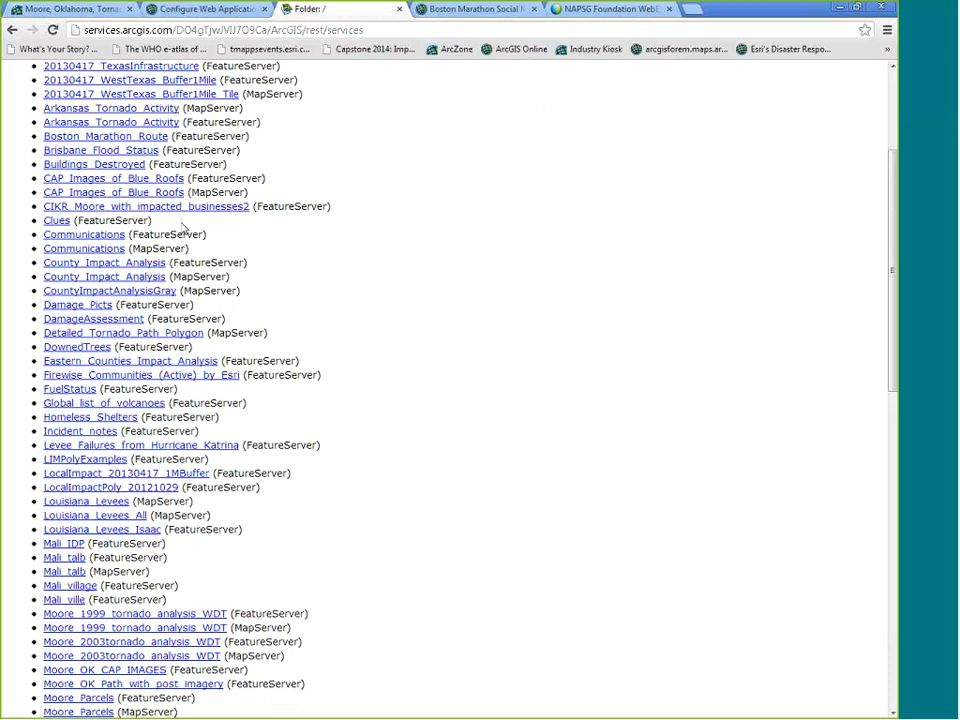 Moore, Oklahoma, Torna Configure Web Applicatio Folder: / Boston Marathon Social M NAPSG Foundation WebE
services.arcgis.com/DO4gTjwJVIJ7O9Ca/ArcGIS/rest/services
What's Your Story? ... The WHO e-atlas of ... tmappsevents.esri.c... Capstone 2014: Imp... ArcZone ArcGIS Online Industry Kiosk arcgisforem.maps.ar... Esri's Disaster Respo... »
20130417_TexasInfrastructure (FeatureServer)
20130417_WestTexas_Buffer1Mile (FeatureServer)
20130417_WestTexas_Buffer1Mile_Tile (MapServer)
Arkansas_Tornado_Activity (MapServer)
Arkansas_Tornado_Activity (FeatureServer)
Boston_Marathon_Route (FeatureServer)
Brisbane_Flood_Status (FeatureServer)
Buildings_Destroyed (FeatureServer)
CAP_Images_of_Blue_Roofs (FeatureServer)
CAP_Images_of_Blue_Roofs (MapServer)
CIKR_Moore_with_impacted_businesses2 (FeatureServer)
Clues (FeatureServer)
Communications (FeatureServer)
Communications (MapServer)
County_Impact_Analysis (FeatureServer)
County_Impact_Analysis (MapServer)
CountyImpactAnalysisGray (MapServer)
Damage_Picts (FeatureServer)
DamageAssessment (FeatureServer)
Detailed_Tornado_Path_Polygon (MapServer)
DownedTrees (FeatureServer)
Eastern_Counties_Impact_Analysis (FeatureServer)
Firewise_Communities_(Active)_by_Esri (FeatureServer)
FuelStatus (FeatureServer)
Global_list_of_volcanoes (FeatureServer)
Homeless_Shelters (FeatureServer)
Incident_notes (FeatureServer)
Levee_Failures_from_Hurricane_Katrina (FeatureServer)
LIMPolyExamples (FeatureServer)
LocalImpact_20130417_1MBuffer (FeatureServer)
LocalImpactPoly_20121029 (FeatureServer)
Louisiana_Levees (MapServer)
Louisiana_Levees_All (MapServer)
Louisiana_Levees_Isaac (FeatureServer)
Mali_IDP (FeatureServer)
Mali_talb (FeatureServer)
Mali_talb (MapServer)
Mali_village (FeatureServer)
Mali_ville (FeatureServer)
Moore_1999_tornado_analysis_WDT (FeatureServer)
Moore_1999_tornado_analysis_WDT (MapServer)
Moore_2003tornado_analysis_WDT (FeatureServer)
Moore_2003tornado_analysis_WDT (MapServer)
Moore_OK_CAP_IMAGES (FeatureServer)
Moore_OK_Path_with_post_imagery (FeatureServer)
Moore_Parcels (FeatureServer)
Moore_Parcels (MapServer)